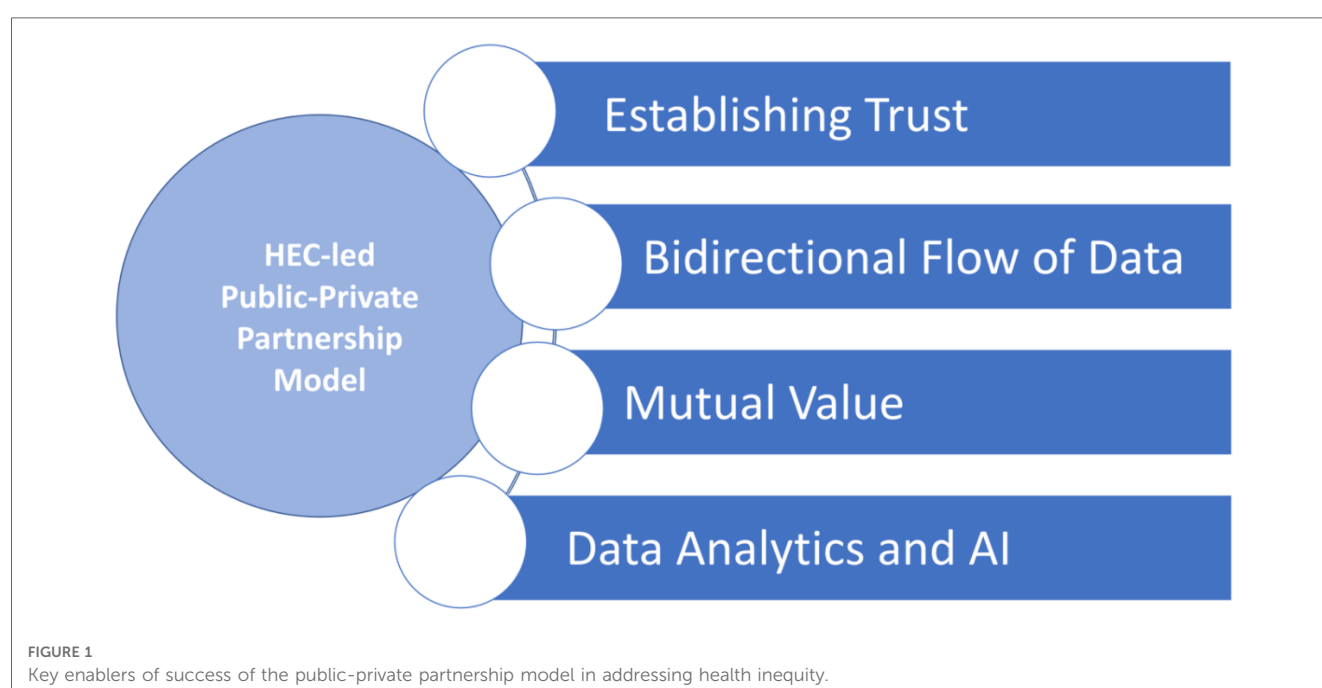 HEC-led
Public-Private
Partnership
Model
Establishing Trust
Bidirectional Flow of Data
Mutual Value
Data Analytics and AI
FIGURE 1
Key enablers of success of the public-private partnership model in addressing health inequity.